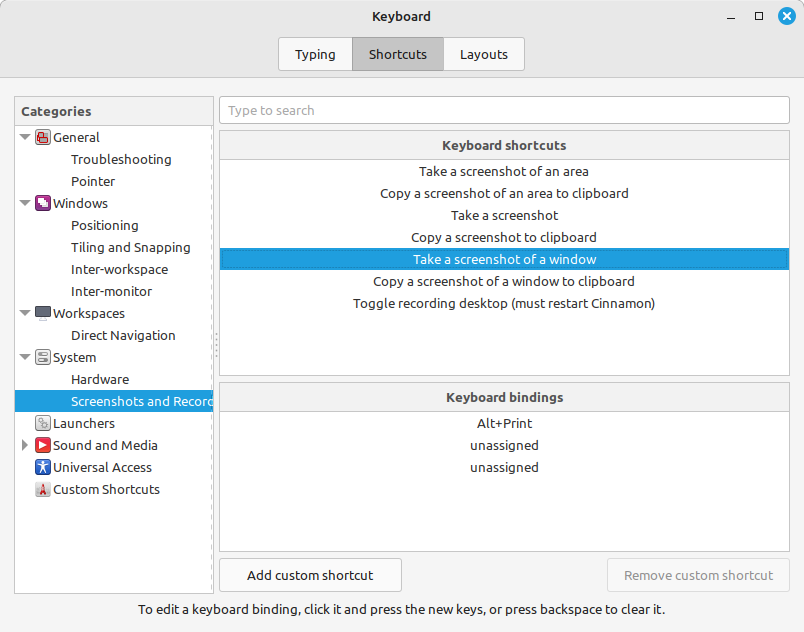 Keyboard
Typing
Shortcuts
Layouts
Categories
General
Troubleshooting
Pointer
Windows
Positioning
Tiling and Snapping
Inter-workspace
Inter-monitor
Workspaces
Direct Navigation
System
Hardware
Screenshots and Record
Launchers
Sound and Media
Universal Access
Custom Shortcuts
Type to search
Keyboard shortcuts
Take a screenshot of an area
Copy a screenshot of an area to clipboard
Take a screenshot
Copy a screenshot to clipboard
Take a screenshot of a window
Copy a screenshot of a window to clipboard
Toggle recording desktop (must restart Cinnamon)
Keyboard bindings
Alt+Print
unassigned
unassigned
Add custom shortcut
Remove custom shortcut
To edit a keyboard binding, click it and press the new keys, or press backspace to clear it.